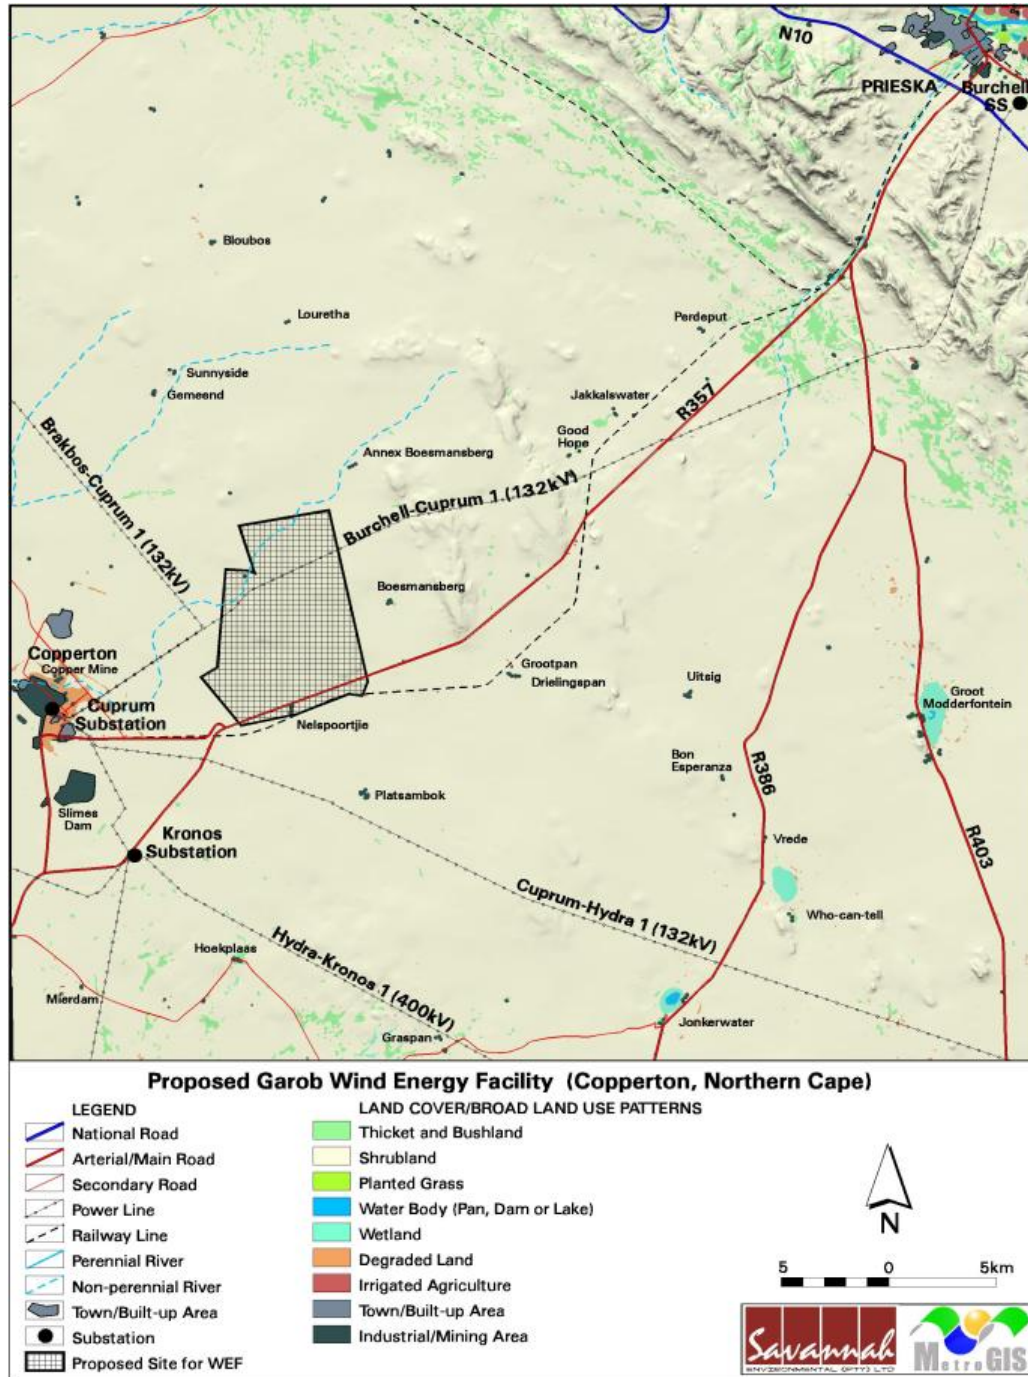 N10
PRIESKA
Burchell
SS
Bloubos
Louretha
Perdeput
Sunnyside
Gemeend
Jakkalswater
R357
Good
Hope
Brakbos-Cuprum 1 (132kV)
Annex Boesmansberg
Burchell-Cuprum 1 (132kV)
Boesmansberg
Copperton
Copper Mine
Grootpan
Drielingspan
Uitsig
Groot
Modderfontein
Cuprum
Substation
Nelspoortjie
Bon
Esperanza
R386
Platsambok
Slimes
Dam
Kronos
Substation
Vrede
R403
Cuprum-Hydra 1 (132kV)
Who-can-tell
Hoekplaas
Hydra-Kronos 1 (400kV)
Mierdam
Jonkerwater
Graspan
Proposed Garob Wind Energy Facility (Copperton, Northern Cape)
LEGEND
National Road
Arterial/Main Road
Secondary Road
Power Line
Railway Line
Perennial River
Non-perennial River
Town/Built-up Area
Substation
Proposed Site for WEF
LAND COVER/BROAD LAND USE PATTERNS
Thicket and Bushland
Shrubland
Planted Grass
Water Body (Pan, Dam or Lake)
Wetland
Degraded Land
Irrigated Agriculture
Town/Built-up Area
Industrial/Mining Area
N
5 0 5km
Savannah
ENVIRONMENTAL (PTY) LTD
MetroGIS